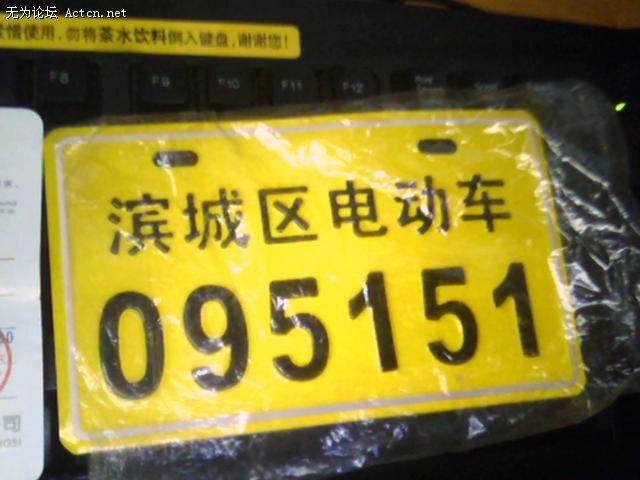 无为论坛 Actcn.net
惜使用,勿将茶水饮料倒入键盘,谢谢您!
F8 F9 F10 F11 F12
滨城区电动车
095151
司